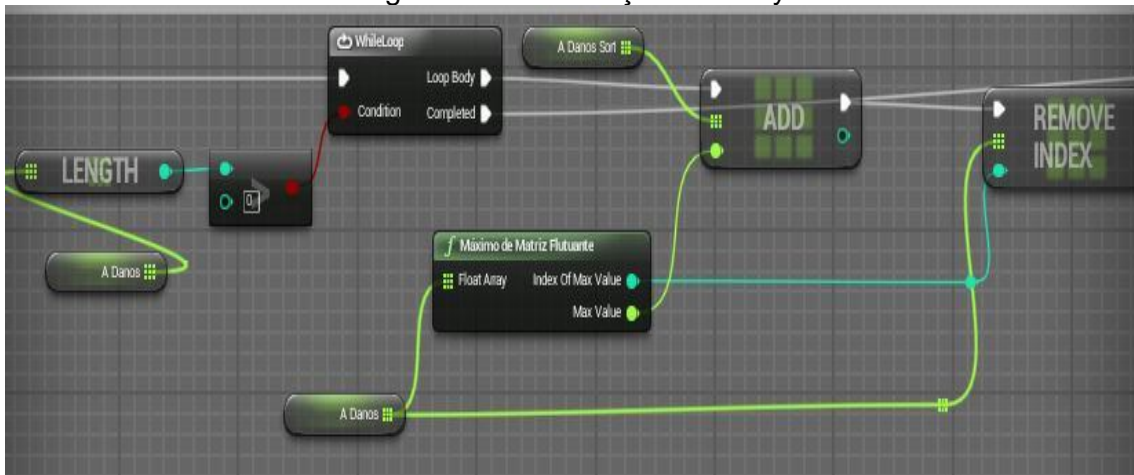 WhileLoop
Loop Body
Condition
Completed
A Danos Sort
ADD
REMOVE
INDEX
LENGTH
>
0
A Danos
f Máximo de Matriz Flutuante
Float Array
Index Of Max Value
Max Value
A Danos